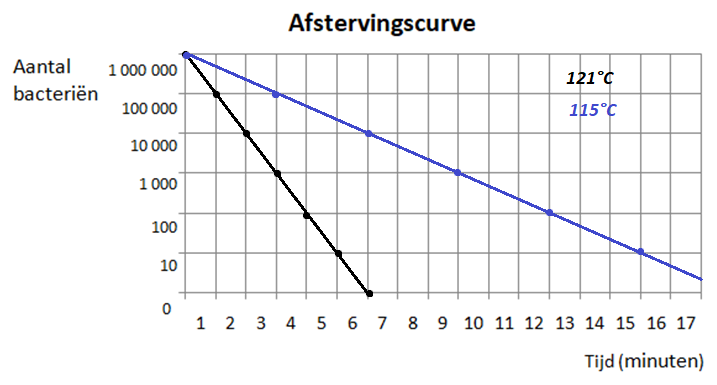 Afstervingscurve
Aantal
bacteriën
1 000 000
100 000
10 000
1 000
100
10
0
121°C
115°C
1 2 3 4 5 6 7 8 9 10 11 12 13 14 15 16 17
Tijd (minuten)